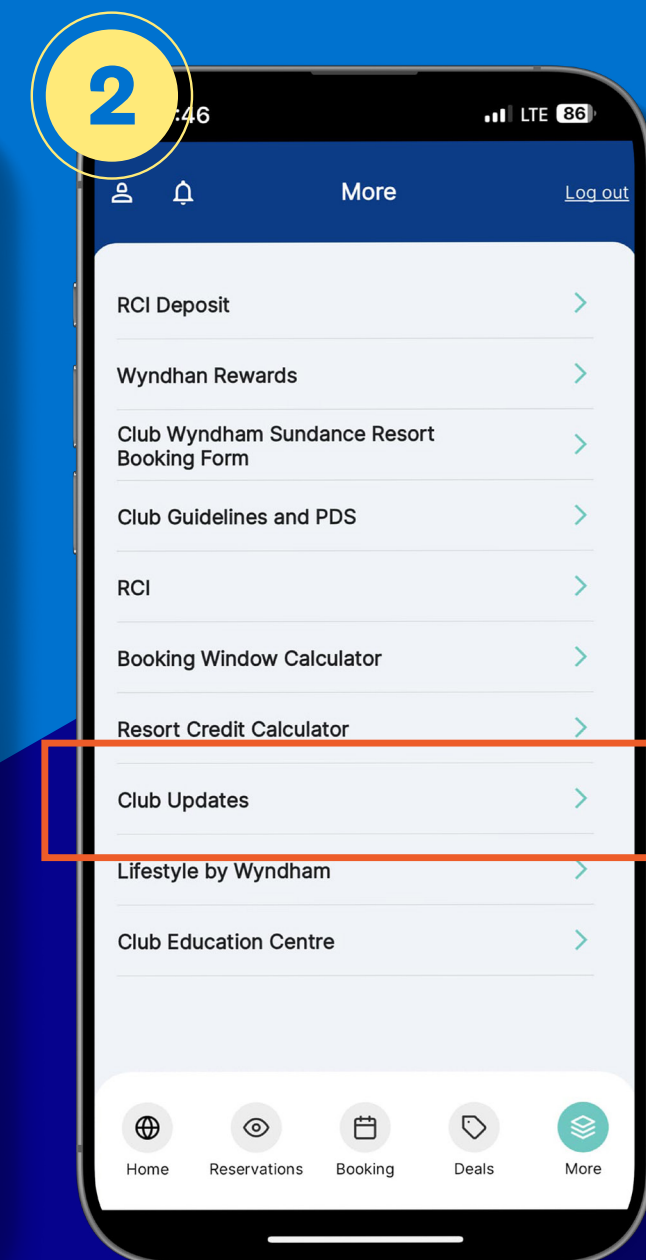 2
:46
LTE 86
More
Log out
RCI Deposit
Wyndhan Rewards
Club Wyndham Sundance Resort
Booking Form
Club Guidelines and PDS
RCI
Booking Window Calculator
Resort Credit Calculator
Club Updates
Lifestyle by Wyndham
Club Education Centre
Home Reservations Booking Deals More